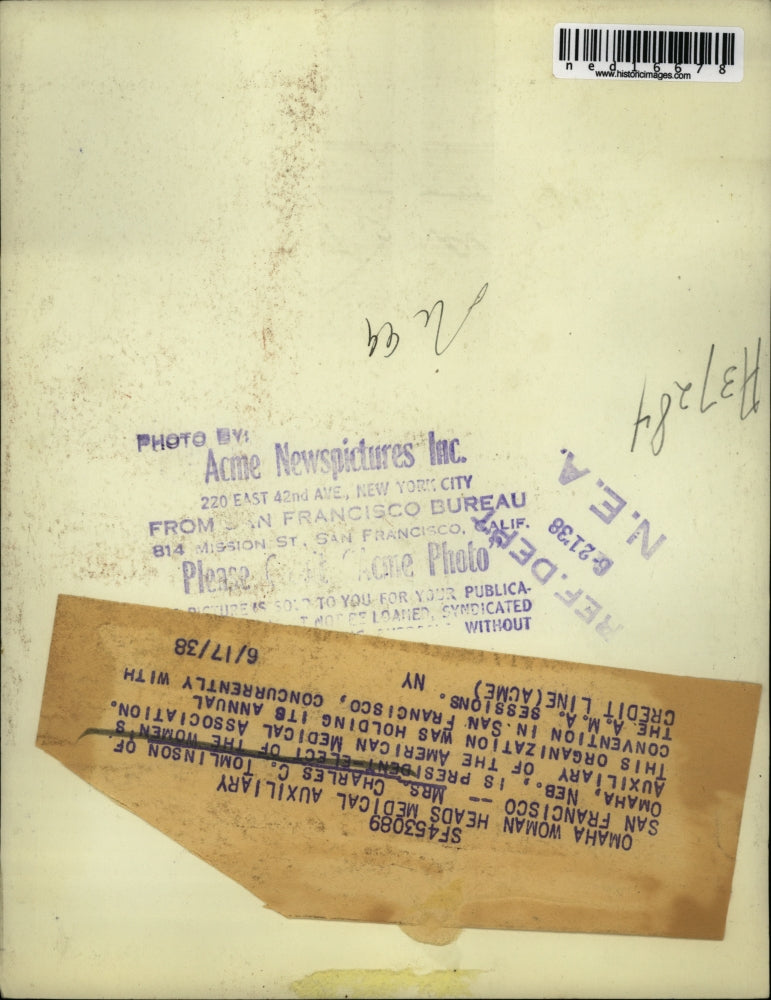 ned16678
www.historicimages.com
A37284
PHOTO BY:
Acme Newspictures Inc.
220 EAST 42nd AVE., NEW YORK CITY
FROM SAN FRANCISCO BUREAU
814 MISSION ST., SAN FRANCISCO, CALIF.
Please Acme Photo
PICTURE IS SOLD TO YOU FOR YOUR PUBLICA-
NOT BE LOANED, SYNDICATED
WITHOUT
N.E.A.
6-21-38
REF. DEPT.
SF453089
OMAHA WOMAN HEADS MEDICAL AUXILIARY
SAN FRANCISCO -- MRS. CHARLES C. TOMLINSON OF
OMAHA, NEB., IS PRESIDENT ELECT OF THE WOMEN'S
AUXILIARY OF THE AMERICAN MEDICAL ASSOCIATION.
THIS ORGANIZATION WAS HOLDING ITS ANNUAL
CONVENTION IN SAN FRANCISCO, CONCURRENTLY WITH
THE A.M.A. SESSIONS. NY
CREDIT LINE(ACME) 6/17/38